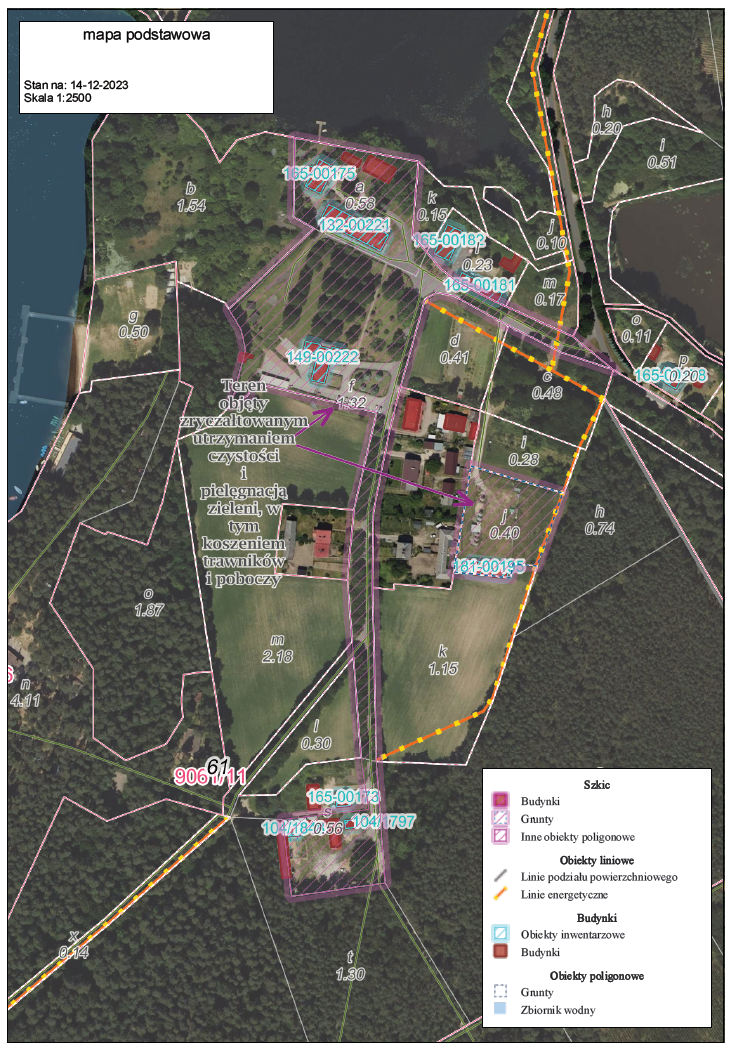 mapa podstawowa
Stan na: 14-12-2023
Skala 1:2500
h
0.20
i
0.51
b
1.54
165-00175
a
0.58
132-00221
k
0.15
165-00182
0.23
165-00181
j
0.10
m
0.17
g
0.50
o
0.11
p
0.20
d
0.41
149-00222
f
1.32
c
0.48
Teren
objęty
zryczałtowanym
utrzymaniem
czystości
i
pielęgnacją
zieleni, w
tym
koszeniem
trawników
i poboczy
i
0.28
j
0.40
h
0.74
181-00195
o
1.87
m
2.18
k
1.15
n
4.11
l
0.30
61
165-00173
s
0.56
104/1797
x
0.14
t
1.30
Szkic
Budynki
Grunty
Inne obiekty poligonowe
Obiekty liniowe
Linie podziału powierzchniowego
Linie energetyczne
Budynki
Obiekty inwentarzowe
Budynki
Obiekty poligonowe
Grunty
Zbiornik wodny